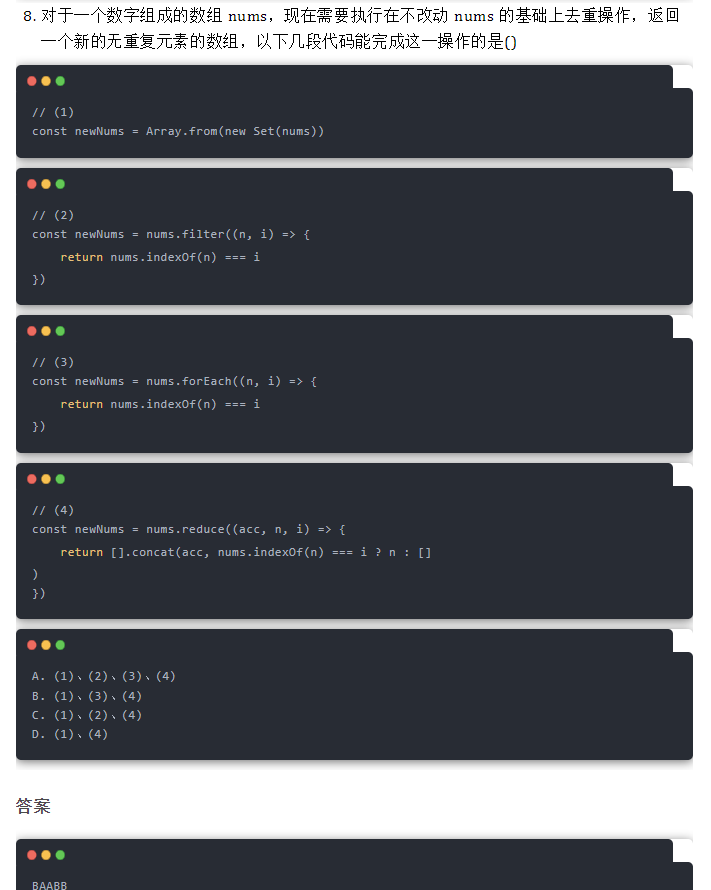 8. 对于一个数字组成的数组 nums，现在需要执行在不改动 nums 的基础上去重操作，返回
一个新的无重复元素的数组，以下几段代码能完成这一操作的是()
// (1)
const newNums = Array.from(new Set(nums))
// (2)
const newNums = nums.filter((n, i) => {
    return nums.indexOf(n) === i
})
// (3)
const newNums = nums.forEach((n, i) => {
    return nums.indexOf(n) === i
})
// (4)
const newNums = nums.reduce((acc, n, i) => {
    return [].concat(acc, nums.indexOf(n) === i ? n : []
)
})
A. (1)、(2)、(3)、(4)
B. (1)、(3)、(4)
C. (1)、(2)、(4)
D. (1)、(4)
答案
BAABB